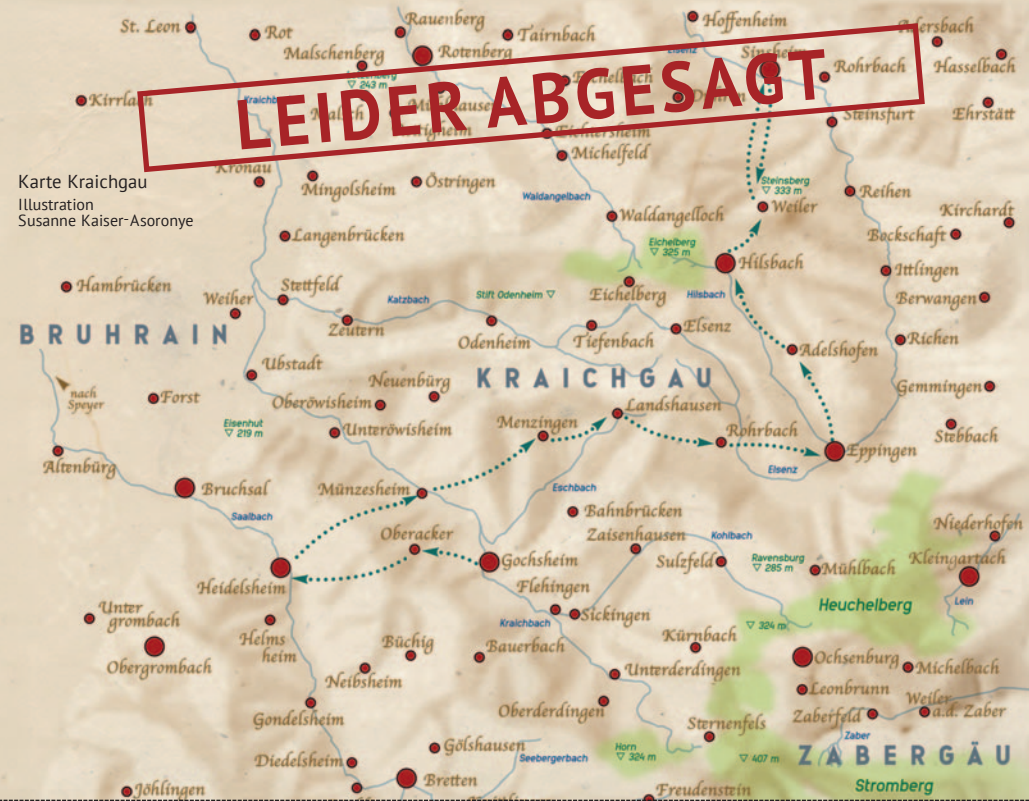 St. Leon
Rot
Rauenberg
Tairnbach
Hoffenheim
Malschenberg
Rotenberg
Elsenz
Sinsheim
Rohrbach
Hasselbach
243 m
LEIDER ABGESAGT
Kirrlach
Malsch
Eichtersheim
Steinsfurt
Ehrstätt
Michelfeld
Kronau
Karte Kraichgau
Illustration
Susanne Kaiser-Asoronye
Mingolsheim
Östringen
Steinsberg
▽ 333 m
Reihen
Waldangelbach
Waldangelloch
Weiler
Kirchardt
Langenbrücken
Bockschaft
Eichelberg
▽ 325 m
Hilsbach
Ittlingen
Hambrücken
Stettfeld
Weiher
Katzbach
Stift Odenheim ▽
Eichelberg
Hilsbach
Berwangen
BRUHRAIN
Zeutern
Odenheim
Tiefenbach
Elsenz
Richen
Adelshofen
Ubstadt
KRAICHGAU
nach
Speyer
Forst
Neuenbürg
Gemmingen
Oberöwisheim
Landshausen
Eisenhut
▽ 219 m
Unteröwisheim
Menzingen
Rohrbach
Stebbach
Eppingen
Altenbürg
Elsenz
Bruchsal
Münzesheim
Eschbach
Saalbach
Bahnbrücken
Niederhofen
Oberacker
Zaisenhausen
Kohlbach
Gochsheim
Sulzfeld
Ravensburg
▽ 285 m
Mühlbach
Kleingartach
Heidelsheim
Flehingen
Heuchelberg
Lein
Unter
grombach
Kraichbach
Sickingen
▽ 324 m
Helms
heim
Büchig
Bauerbach
Kürnbach
Obergrombach
Ochsenburg
Michelbach
Neibsheim
Unterderdingen
Leonbrunn
Weiler
a.d. Zaber
Gondelsheim
Oberderdingen
Zaberfeld
Sternenfels
Zaber
Gölshausen
Horn
▽ 324 m
ZABERGÄU
Diedelsheim
Seebergerbach
▽ 407 m
Bretten
Stromberg
Jöhlingen
Freudenstein